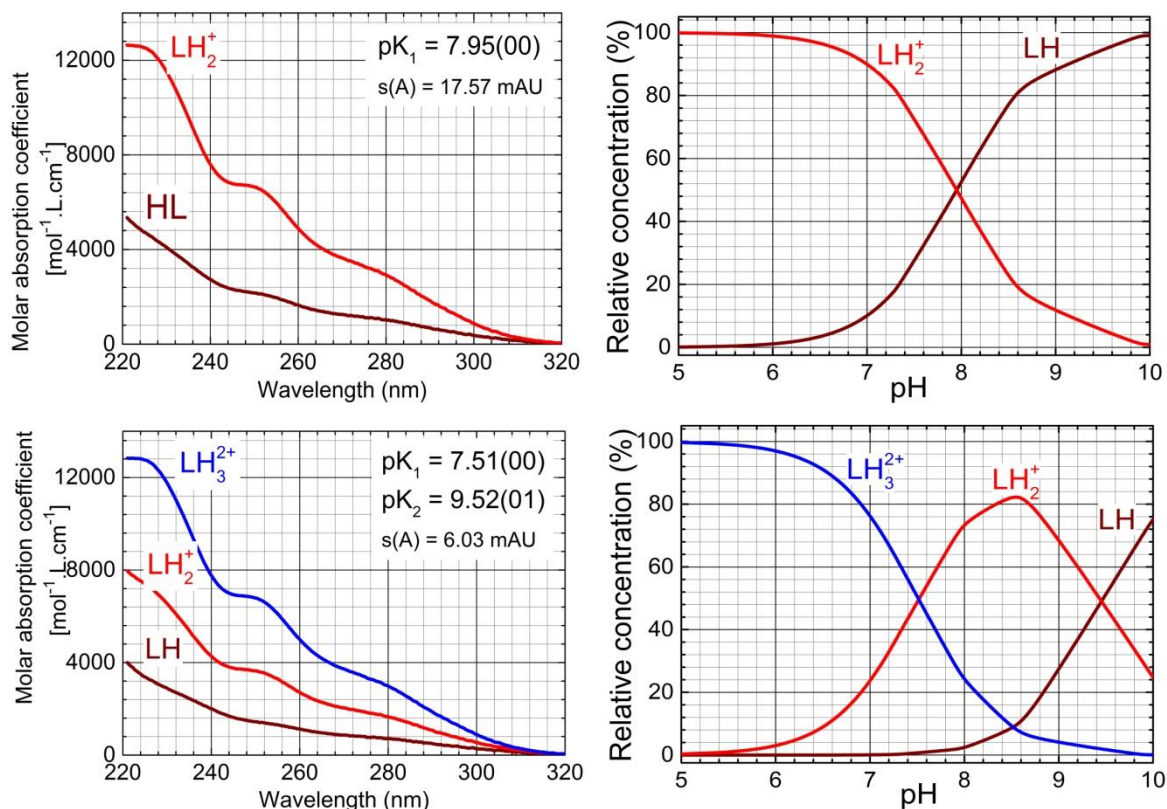 Molar absorption coefficient
[mol⁻¹.L.cm⁻¹]
12000
8000
4000
0
LH₂⁺
HL
pK₁ = 7.95(00)
s(A) = 17.57 mAU
220 240 260 280 300 320
Wavelength (nm)
Relative concentration (%)
100
80
60
40
20
0
LH₂⁺
LH
5 6 7 8 9 10
pH
Molar absorption coefficient
[mol⁻¹.L.cm⁻¹]
12000
8000
4000
0
LH₃²⁺
LH₂⁺
LH
pK₁ = 7.51(00)
pK₂ = 9.52(01)
s(A) = 6.03 mAU
220 240 260 280 300 320
Wavelength (nm)
Relative concentration (%)
100
80
60
40
20
0
LH₃²⁺
LH₂⁺
LH
5 6 7 8 9 10
pH